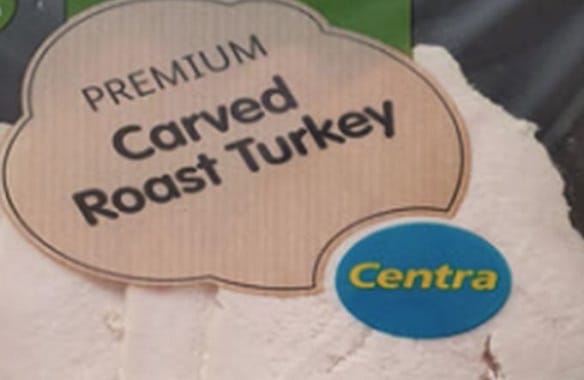 PREMIUM
Carved
Roast Turkey
Centra